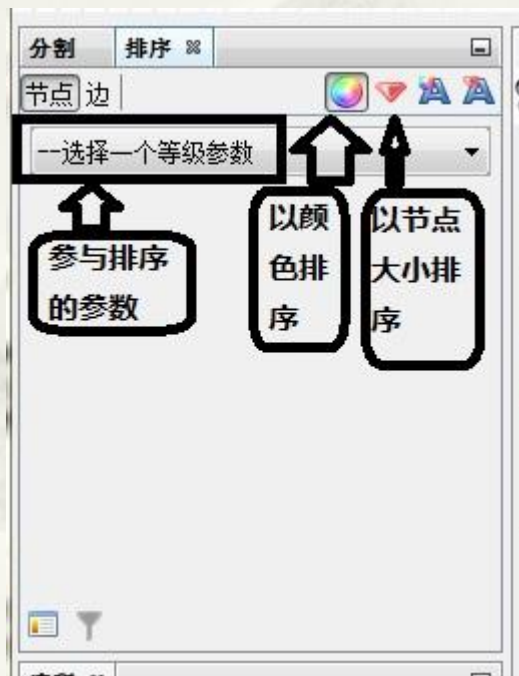 分割 排序
节点 边
--选择一个等级参数
参与排序
的参数
以颜
色排
序
以节点
大小排
序